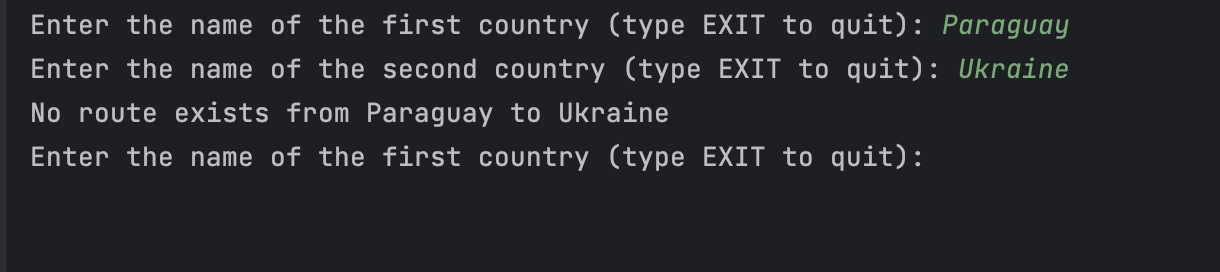 Enter the name of the first country (type EXIT to quit): Paraguay
Enter the name of the second country (type EXIT to quit): Ukraine
No route exists from Paraguay to Ukraine
Enter the name of the first country (type EXIT to quit):